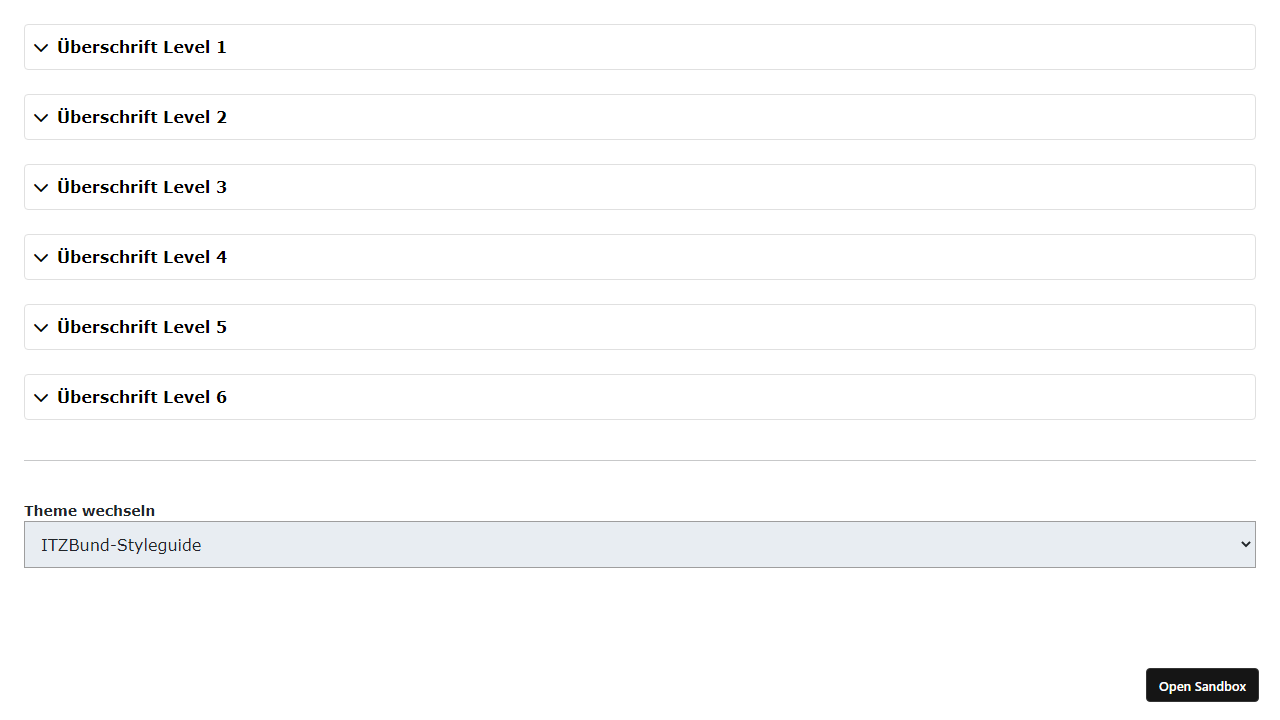 Überschrift Level 1
Überschrift Level 2
Überschrift Level 3
Überschrift Level 4
Überschrift Level 5
Überschrift Level 6
Theme wechseln
ITZBund-Styleguide
Open Sandbox